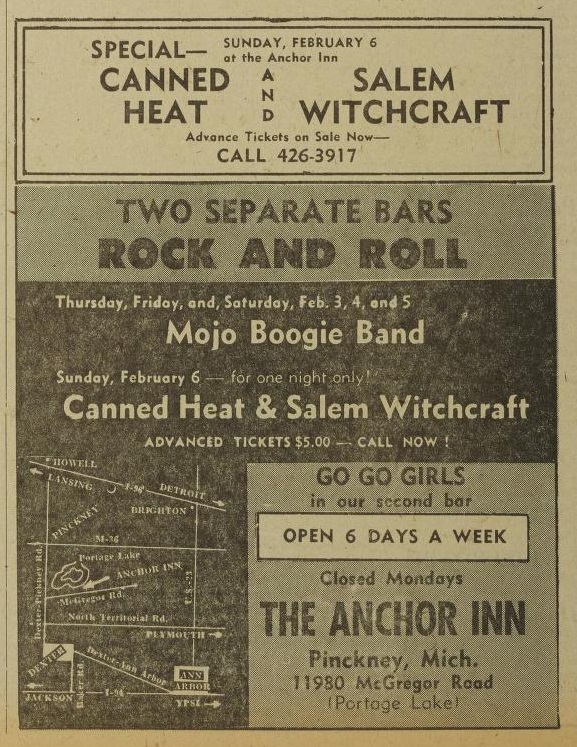 SPECIAL— SUNDAY, FEBRUARY 6
at the Anchor Inn
CANNED HEAT
AND
SALEM WITCHCRAFT
Advance Tickets on Sale Now—
CALL 426-3917
TWO SEPARATE BARS
ROCK AND ROLL
Thursday, Friday, and, Saturday, Feb. 3, 4, and 5
Mojo Boogie Band
Sunday, February 6 — for one night only!
Canned Heat & Salem Witchcraft
ADVANCED TICKETS $5.00 — CALL NOW !
HOWELL
LANSING
I-96
DETROIT
PINCKNEY
BRIGHTON
M-36
Portage Lake
ANCHOR INN
McGregor Rd.
Dexter-Pinckney Rd.
U.S.-23
North Territorial Rd.
PLYMOUTH
DEXTER
Dexter-Ann Arbor
Baker Rd.
ANN ARBOR
JACKSON
I-94
YPSI
GO GO GIRLS
in our second bar
OPEN 6 DAYS A WEEK
Closed Mondays
THE ANCHOR INN
Pinckney, Mich.
11980 McGregor Road
(Portage Lake)